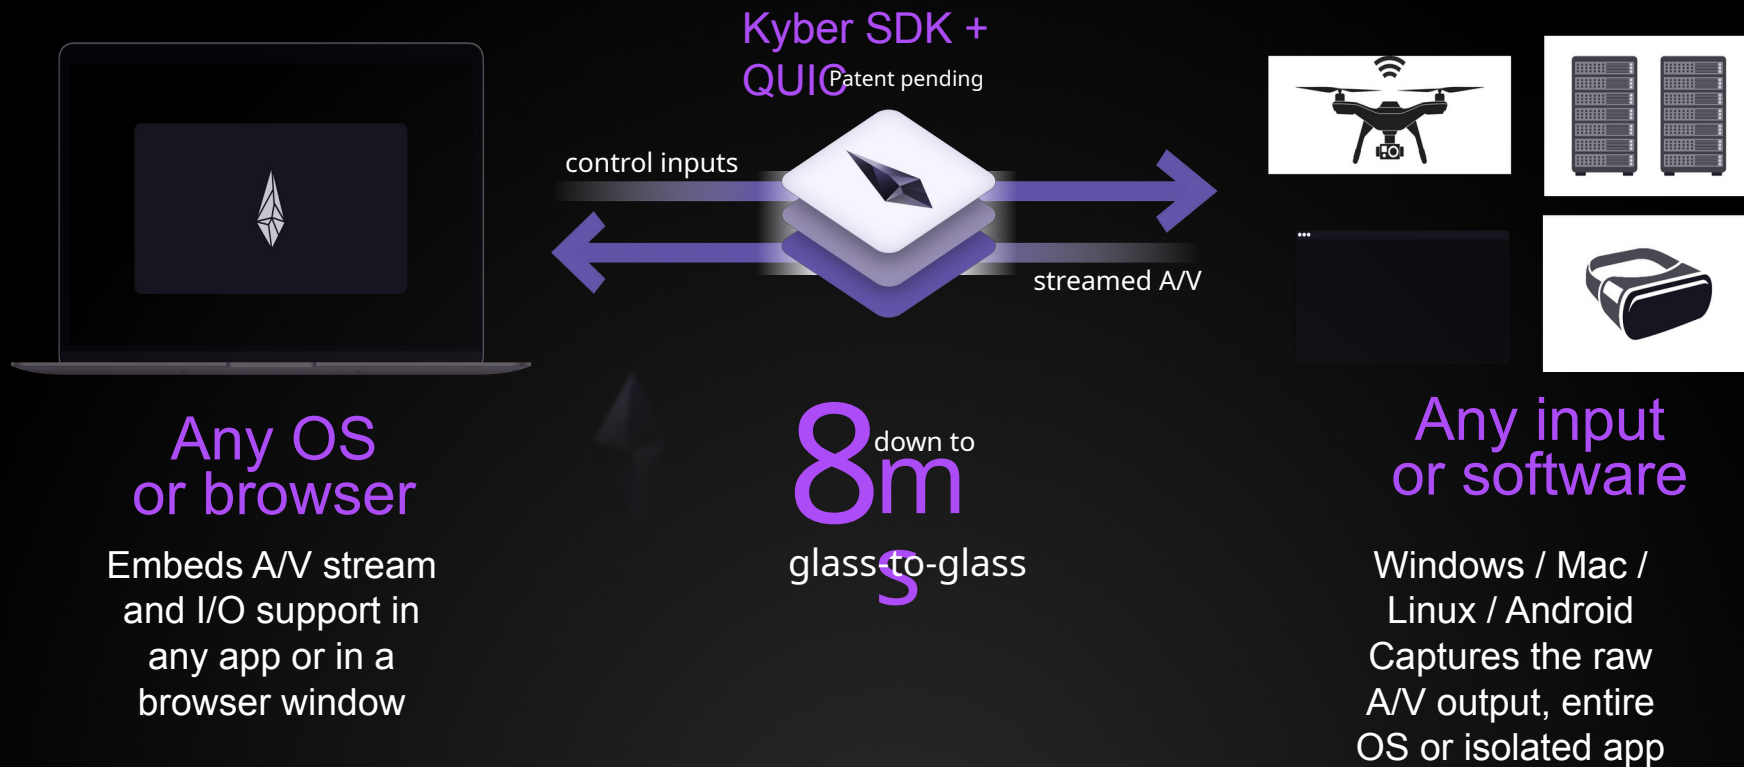 Kyber SDK +
QUIC
Patent pending
control inputs
streamed A/V
Any OS
or browser
Embeds A/V stream
and I/O support in
any app or in a
browser window
down to
8ms
glass-to-glass
Any input
or software
Windows / Mac /
Linux / Android
Captures the raw
A/V output, entire
OS or isolated app